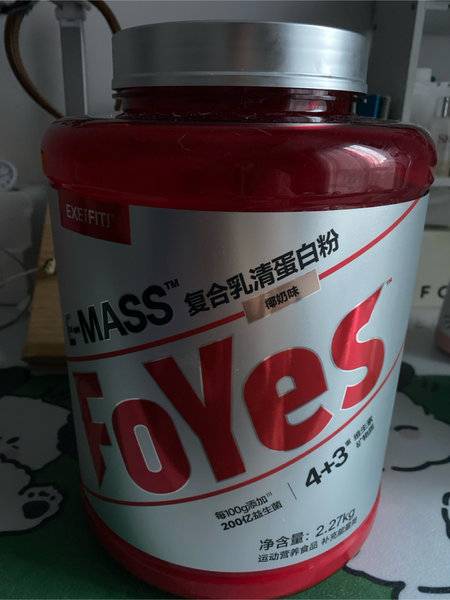 E-MASS™
复合乳清蛋白粉
椰奶味
FoYes
每100g添加
200亿益生菌
4+3
维生素
矿物质
净含量：2.27kg
运动营养食品 补充能量类